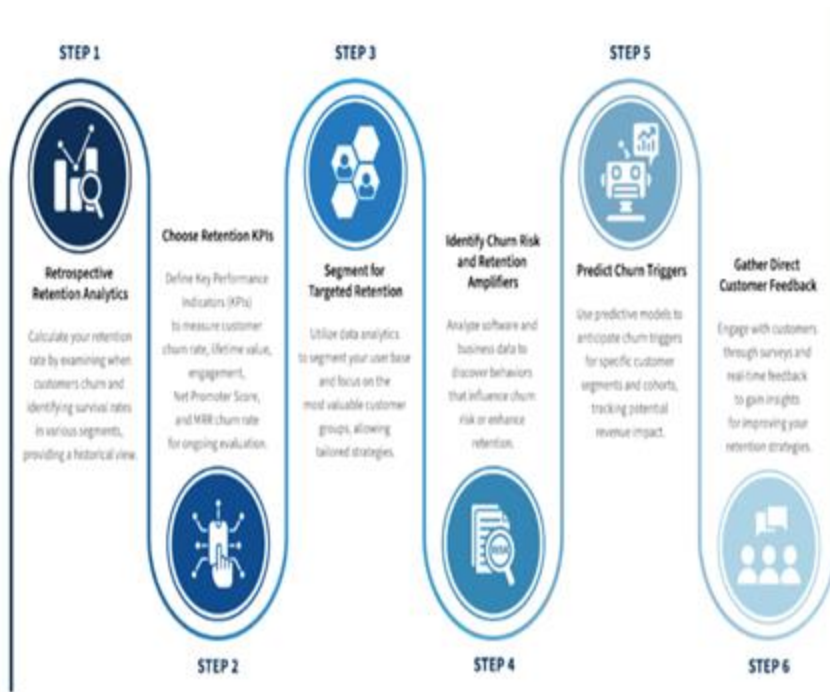 STEP 1
Retrospective
Retention Analytics
Calculate your retention
rate by examining when
customers churn and
identifying survival rates
in various segments,
providing a historical view.
Choose Retention KPIs
Define Key Performance
Indicators (KPIs)
to measure customer
churn rate, lifetime value,
engagement,
Net Promoter Score,
and MRR churn rate
for ongoing evaluation.
STEP 2
STEP 3
Segment for
Targeted Retention
Utilize data analytics
to segment your user base
and focus on the
most valuable customer
groups, allowing
tailored strategies.
Identify Churn Risk
and Retention
Amplifiers
Analyze software and
business data to
discover behaviors
that influence churn
risk or enhance
retention.
RISK
STEP 4
STEP 5
Predict Churn Triggers
Use predictive models to
anticipate churn triggers
for specific customer
segments and cohorts,
tracking potential
revenue impact.
Gather Direct
Customer Feedback
Engage with customers
through surveys and
real-time feedback
to gain insights
for improving your
retention strategies.
STEP 6